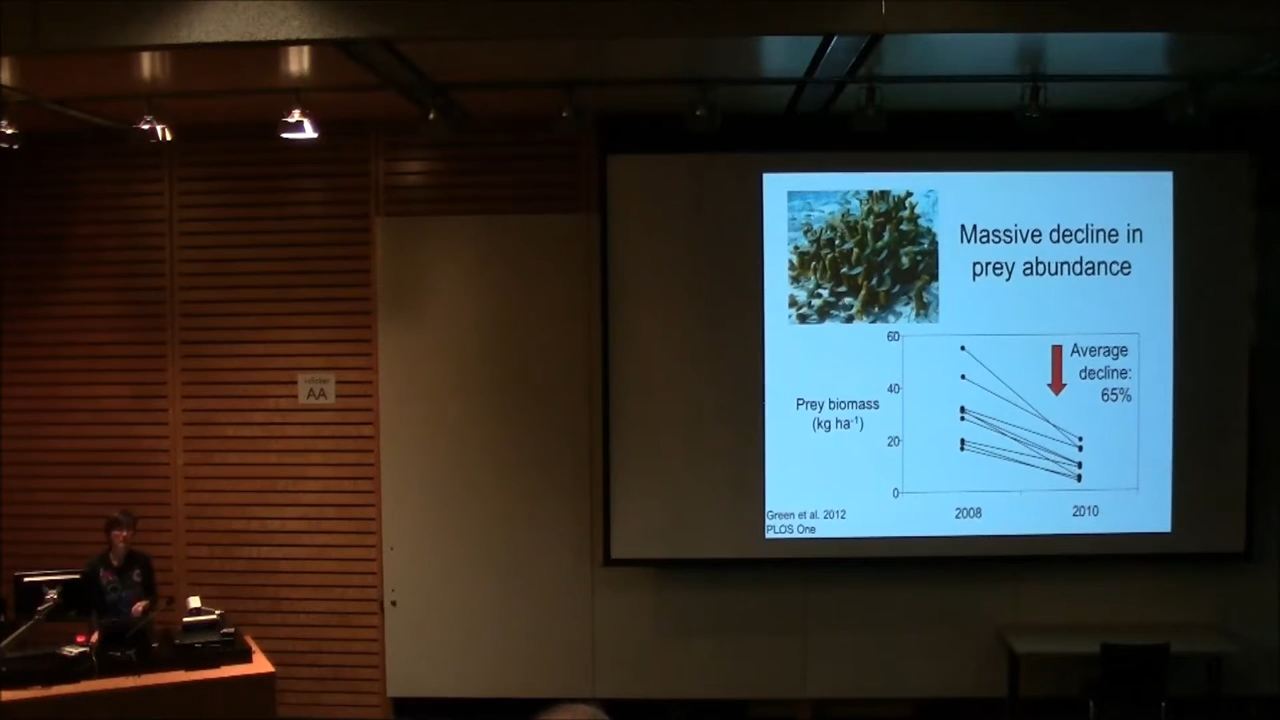 AA
Massive decline in
prey abundance
60
40
20
0
Prey biomass
(kg ha⁻¹)
Average
decline:
65%
2008
2010
Green et al. 2012
PLOS One